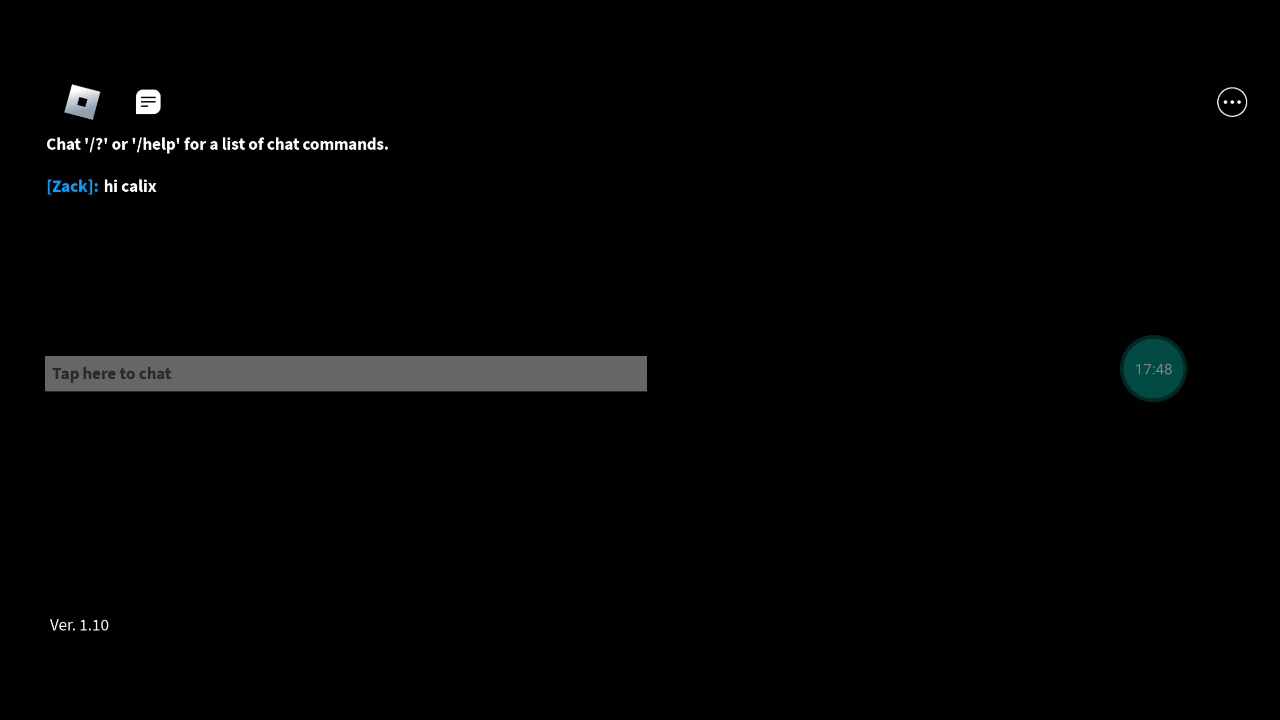 Chat '/?' or '/help' for a list of chat commands.
[Zack]: hi calix
Tap here to chat
17:48
Ver. 1.10